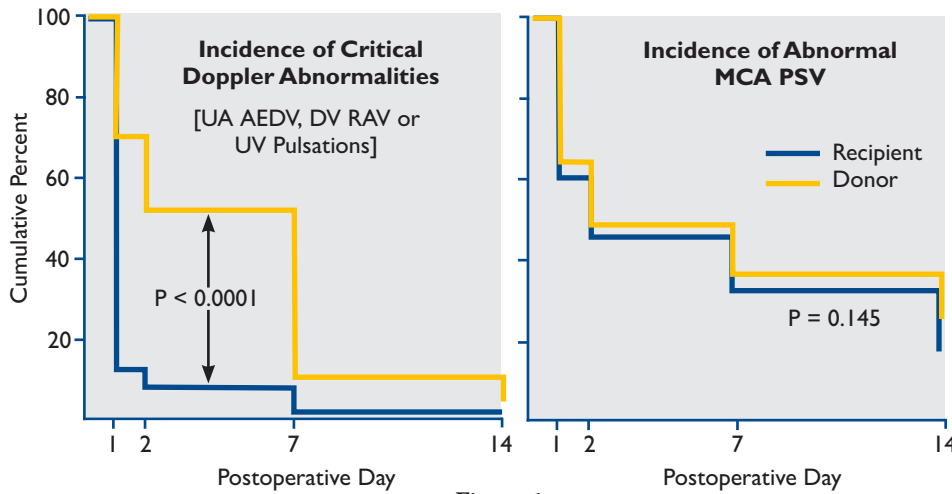 Incidence of Critical
Doppler Abnormalities
[UA AEDV, DV RAV or
UV Pulsations]
P < 0.0001
Cumulative Percent
100
80
60
40
20
1 2 7 14
Postoperative Day
Incidence of Abnormal
MCA PSV
Recipient
Donor
P = 0.145
1 2 7 14
Postoperative Day